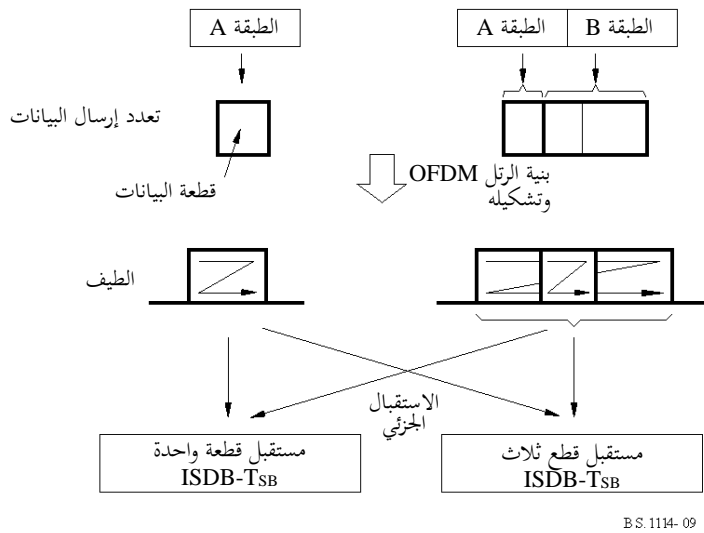 الطبقة A
الطبقة A
الطبقة B
تعدد إرسال البيانات
قطعة البيانات
بنية الرتل OFDM
وتشكيله
الطيف
الاستقبال
الجزئي
مستقبل قطعة واحدة
ISDB-TSB
مستقبل قطع ثلاث
ISDB-TSB
BS.1114-09